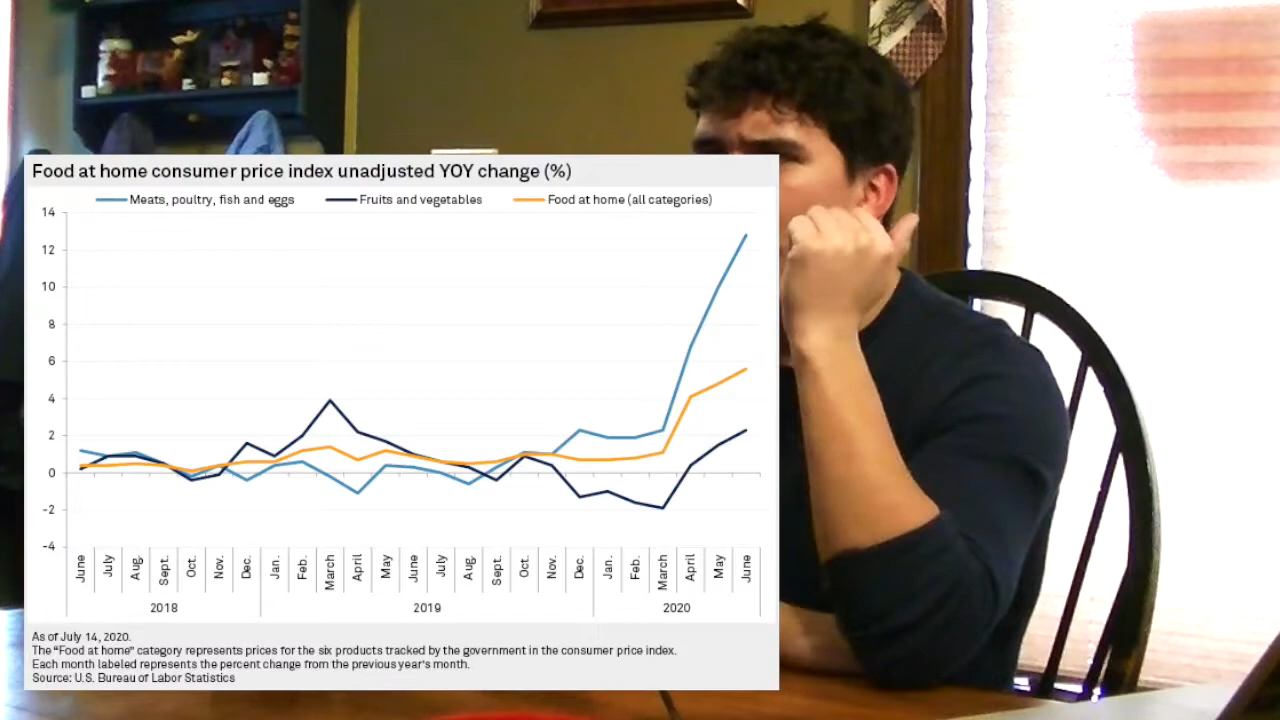 Food at home consumer price index unadjusted YOY change (%)
Meats, poultry, fish and eggs Fruits and vegetables Food at home (all categories)
14
12
10
8
6
4
2
0
-2
-4
June July Aug. Sept. Oct. Nov. Dec. Jan. Feb. March April May June July Aug. Sept. Oct. Nov. Dec. Jan. Feb. March April May June
2018 2019 2020
As of July 14, 2020.
The "Food at home" category represents prices for the six products tracked by the government in the consumer price index.
Each month labeled represents the percent change from the previous year's month.
Source: U.S. Bureau of Labor Statistics